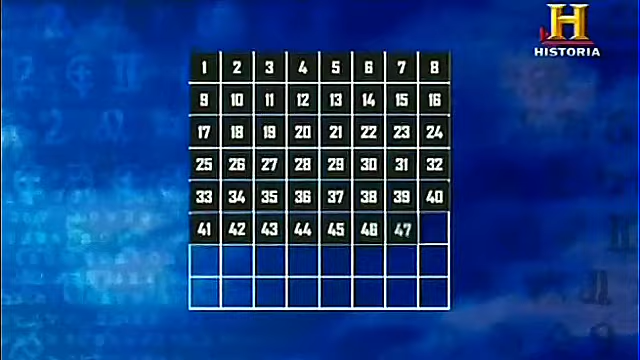 H
HISTORIA
1 2 3 4 5 6 7 8
9 10 11 12 13 14 15 16
17 18 19 20 21 22 23 24
25 26 27 28 29 30 31 32
33 34 35 36 37 38 39 40
41 42 43 44 45 46 47